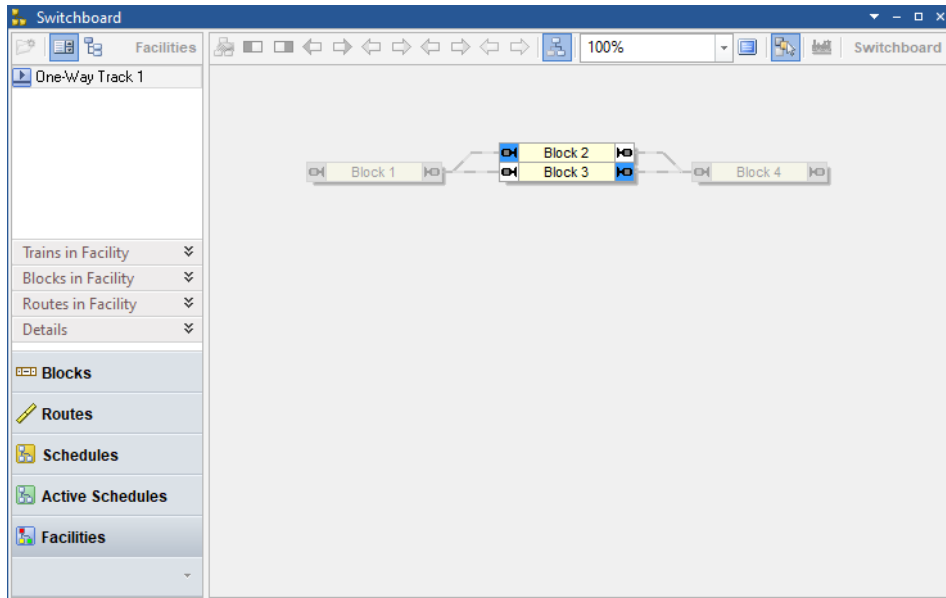 Switchboard
Facilities
100%
Switchboard
One-Way Track 1
Block 2
Block 1
Block 3
Block 4
Trains in Facility
Blocks in Facility
Routes in Facility
Details
Blocks
Routes
Schedules
Active Schedules
Facilities